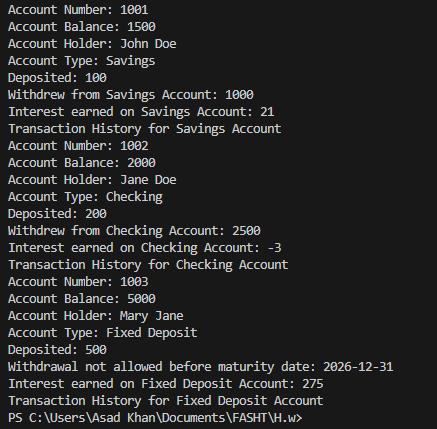 Account Number: 1001
Account Balance: 1500
Account Holder: John Doe
Account Type: Savings
Deposited: 100
Withdrew from Savings Account: 1000
Interest earned on Savings Account: 21
Transaction History for Savings Account
Account Number: 1002
Account Balance: 2000
Account Holder: Jane Doe
Account Type: Checking
Deposited: 200
Withdrew from Checking Account: 2500
Interest earned on Checking Account: -3
Transaction History for Checking Account
Account Number: 1003
Account Balance: 5000
Account Holder: Mary Jane
Account Type: Fixed Deposit
Deposited: 500
Withdrawal not allowed before maturity date: 2026-12-31
Interest earned on Fixed Deposit Account: 275
Transaction History for Fixed Deposit Account
PS C:\Users\Asad Khan\Documents\FASHT\H.w>